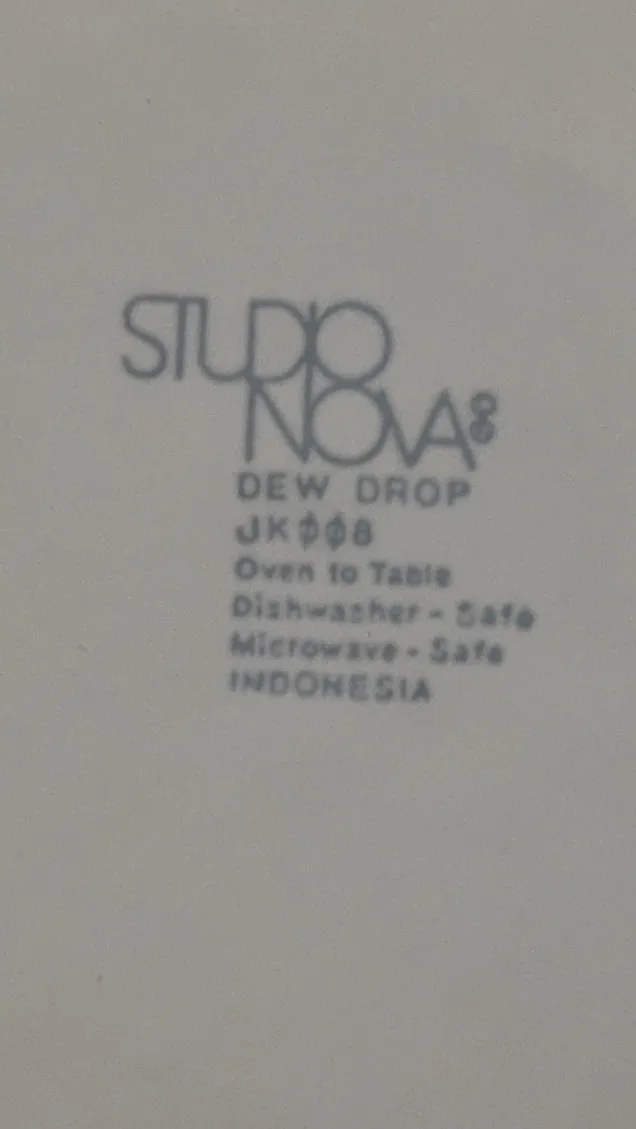 STUDIO
NOVA
DEW DROP
JK008
Oven to Table
Dishwasher - Safe
Microwave - Safe
INDONESIA